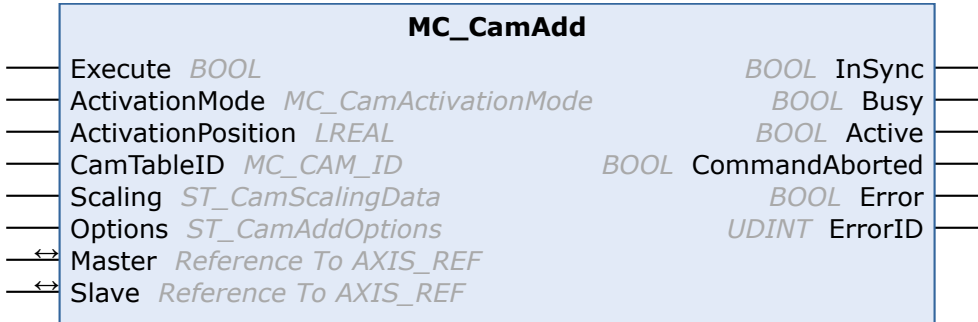 MC_CamAdd
Execute BOOL BOOL InSync
ActivationMode MC_CamActivationMode BOOL Busy
ActivationPosition LREAL BOOL Active
CamTableID MC_CAM_ID BOOL CommandAborted
Scaling ST_CamScalingData BOOL Error
Options ST_CamAddOptions UDINT ErrorID
↔ Master Reference To AXIS_REF
↔ Slave Reference To AXIS_REF